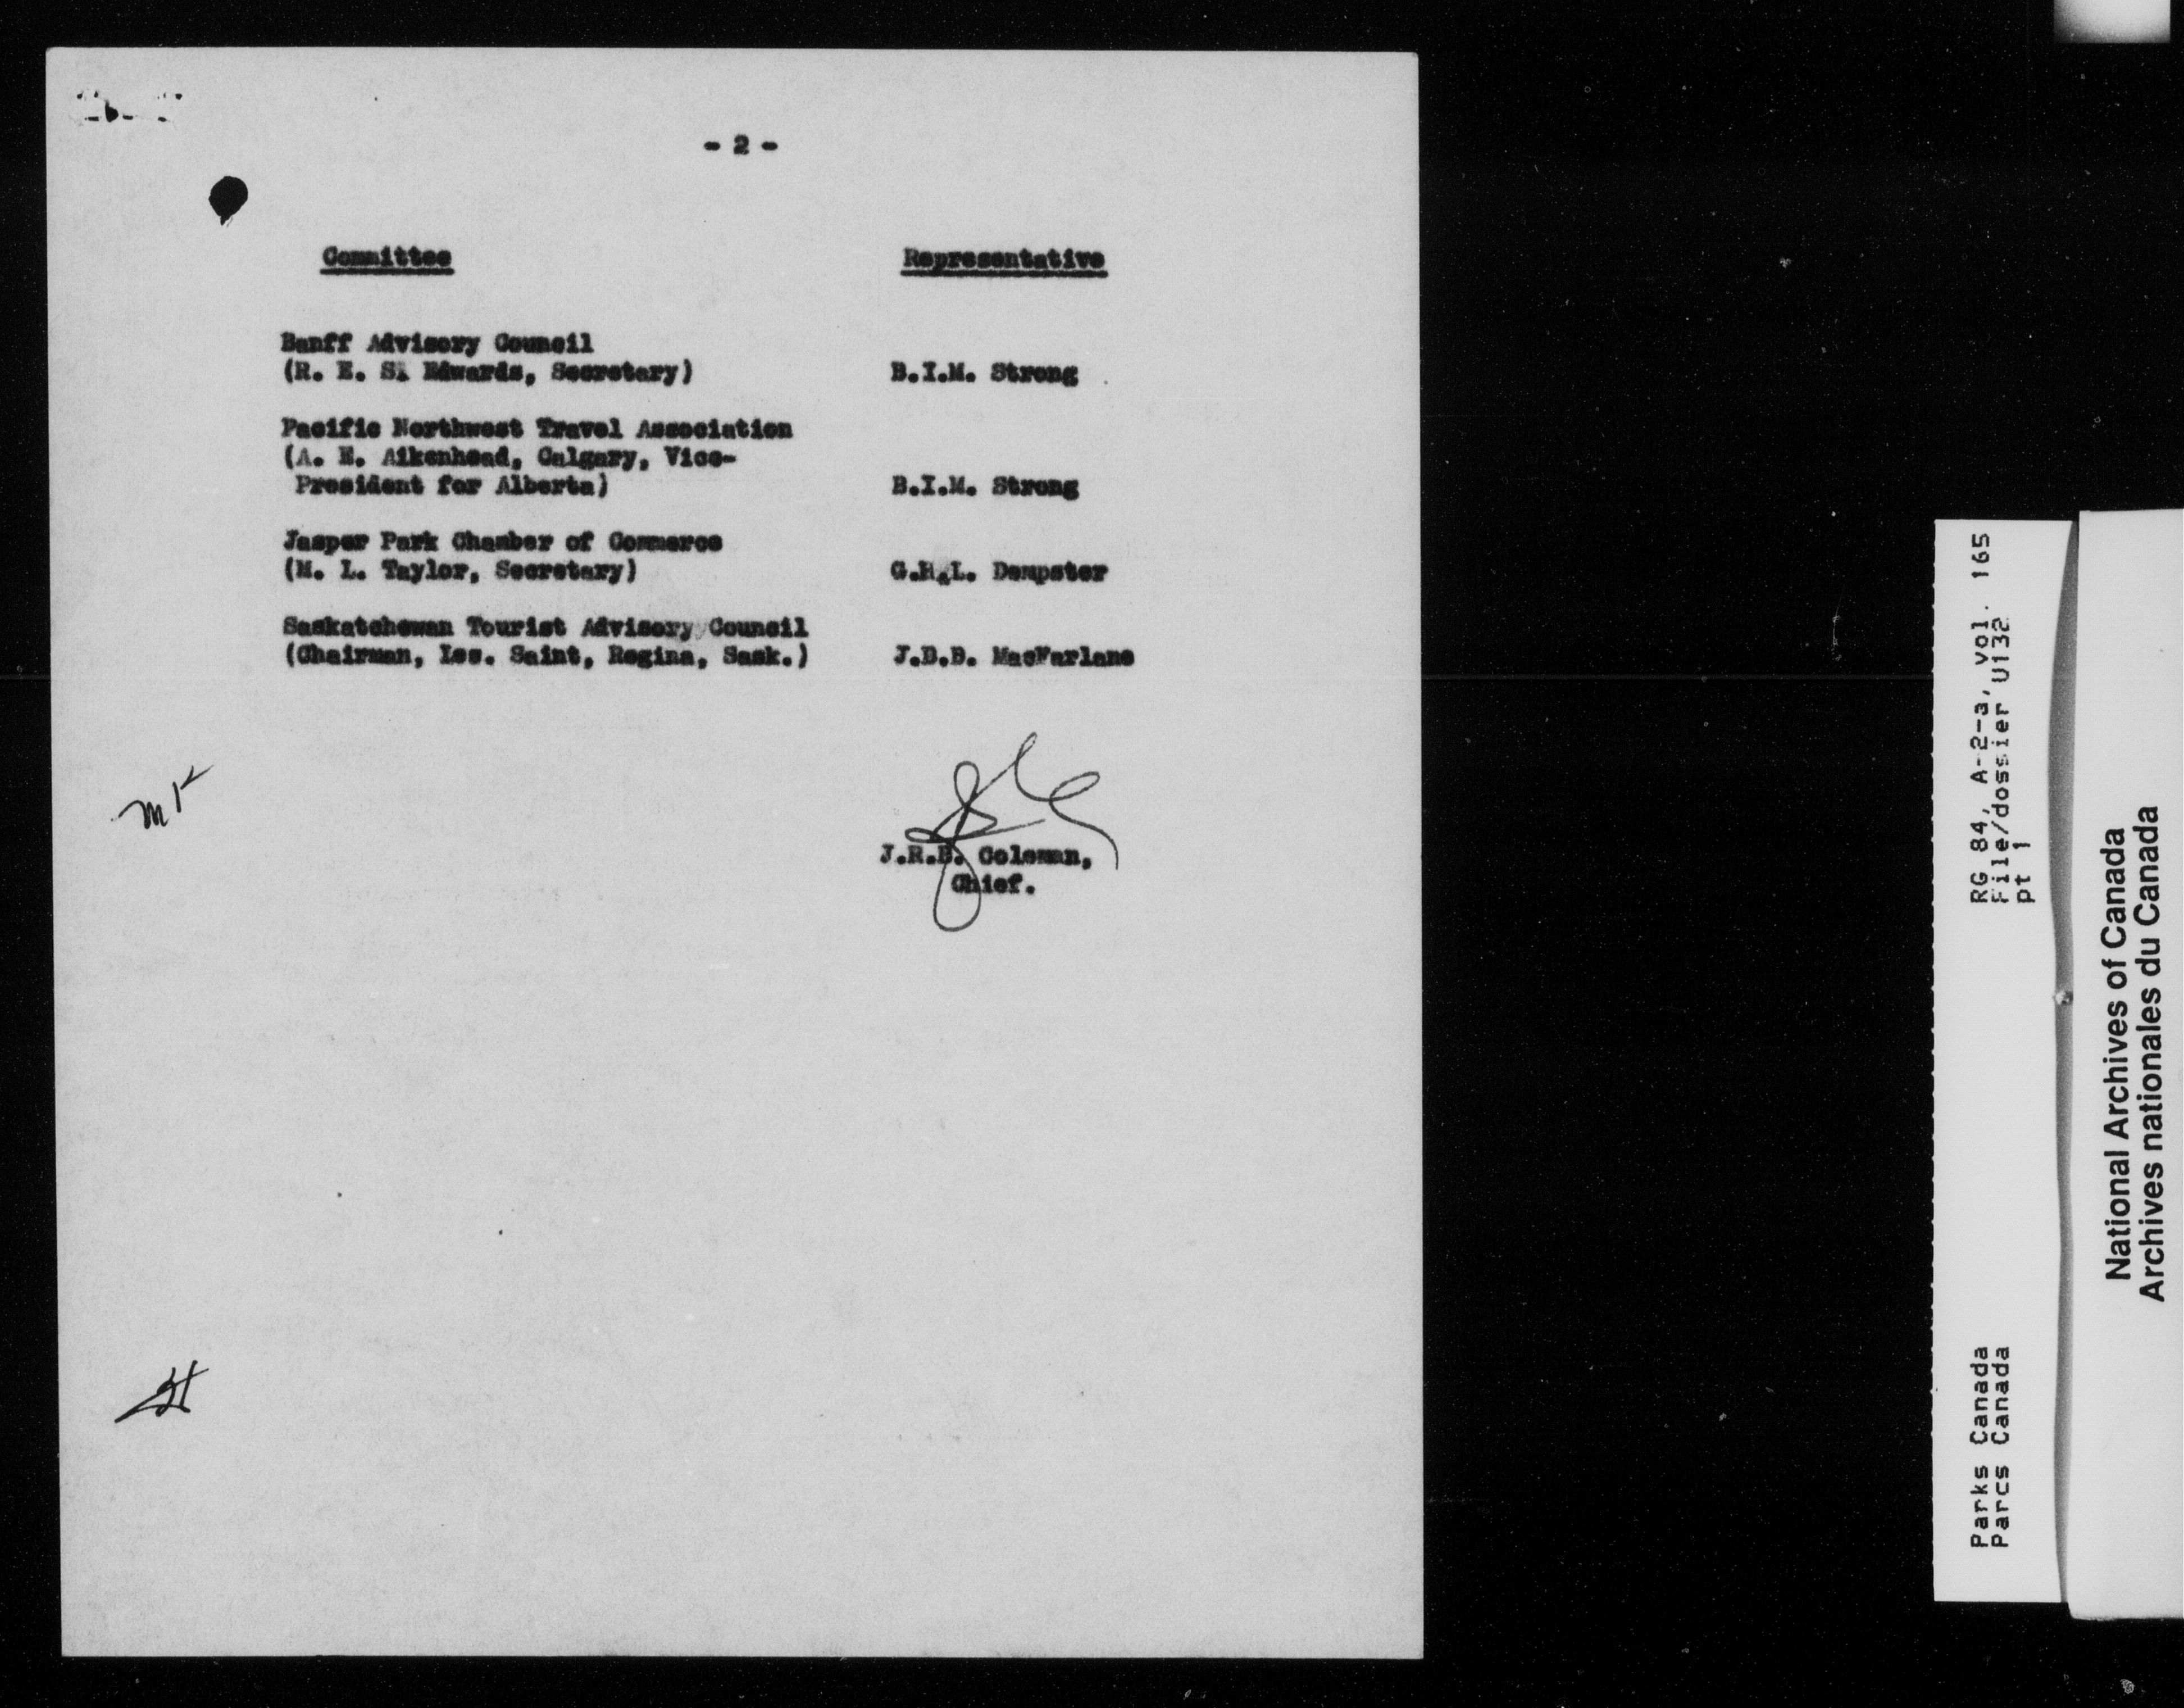 - 2 -
Committee Representative
Banff Advisory Council
(R. E. S. Edwards, Secretary) B.I.M. Strong
Pacific Northwest Travel Association
(A. E. Aikenhead, Calgary, Vice-
President for Alberta) B.I.M. Strong
Jasper Park Chamber of Commerce
(M. L. Taylor, Secretary) G.H.L. Dempster
Saskatchewan Tourist Advisory Council
(Chairman, Les. Saint, Regina, Sask.) J.D.B. MacFarlane
J.R.B. Coleman,
Chief.
RG 84, A-2-a, vol. 165
File/dossier U132
pt 1
Parks Canada
Parcs Canada
National Archives of Canada
Archives nationales du Canada